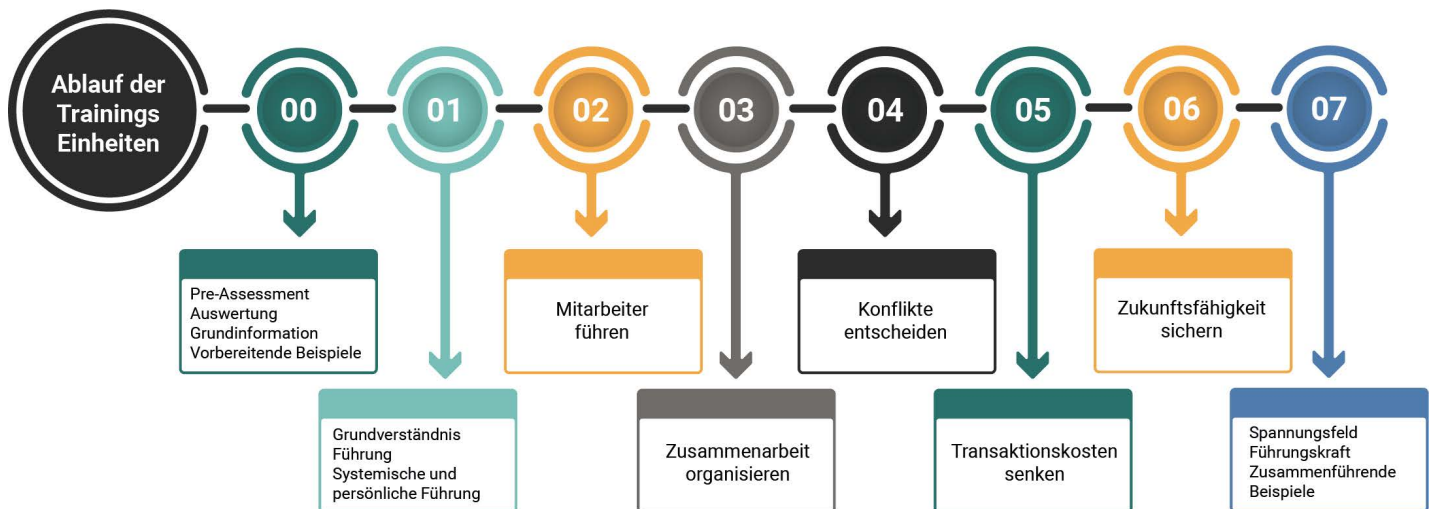 Ablauf der
Trainings
Einheiten
00
01
02
03
04
05
06
07
Pre-Assessment
Auswertung
Grundinformation
Vorbereitende Beispiele
Grundverständnis
Führung
Systemische und
persönliche Führung
Mitarbeiter
führen
Zusammenarbeit
organisieren
Konflikte
entscheiden
Transaktionskosten
senken
Zukunftsfähigkeit
sichern
Spannungsfeld
Führungskraft
Zusammenführende
Beispiele